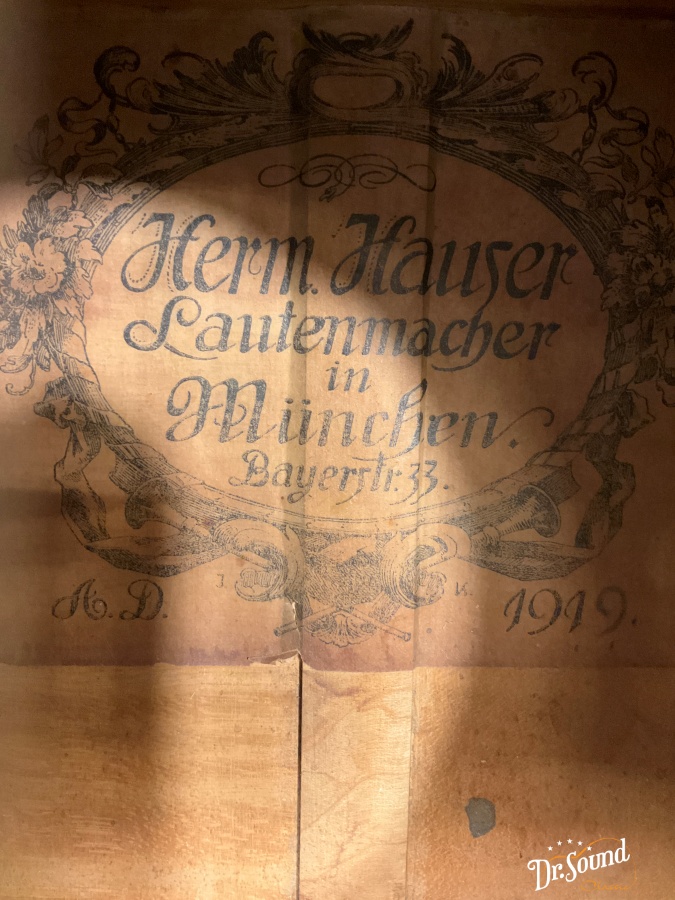 Herm. Hauser
Lautenmacher
in
München.
Bayerstr. 33.
J. K.
A. D. 1919.
Dr. Sound